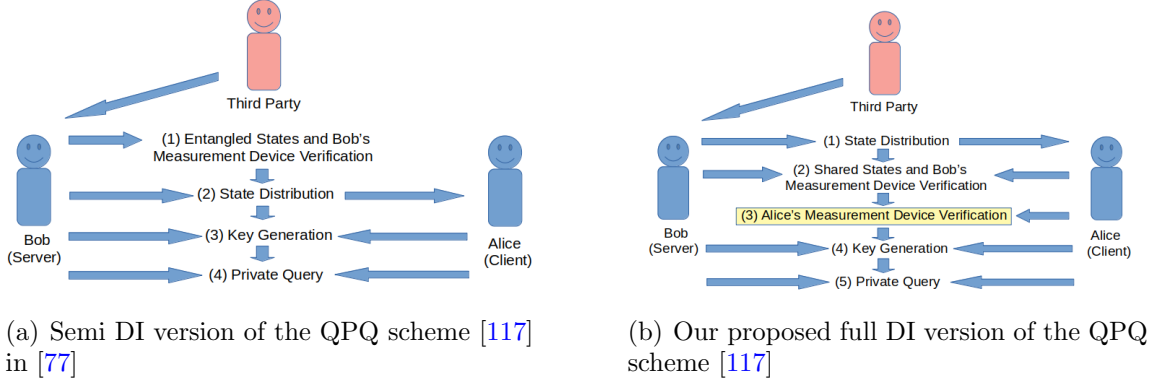 Third Party
(1) Entangled States and Bob's
Measurement Device Verification
(2) State Distribution
(3) Key Generation
(4) Private Query
Bob
(Server)
Alice
(Client)
(a) Semi DI version of the QPQ scheme [117]
in [77]
Third Party
(1) State Distribution
(2) Shared States and Bob's
Measurement Device Verification
(3) Alice's Measurement Device Verification
(4) Key Generation
(5) Private Query
Bob
(Server)
Alice
(Client)
(b) Our proposed full DI version of the QPQ
scheme [117]